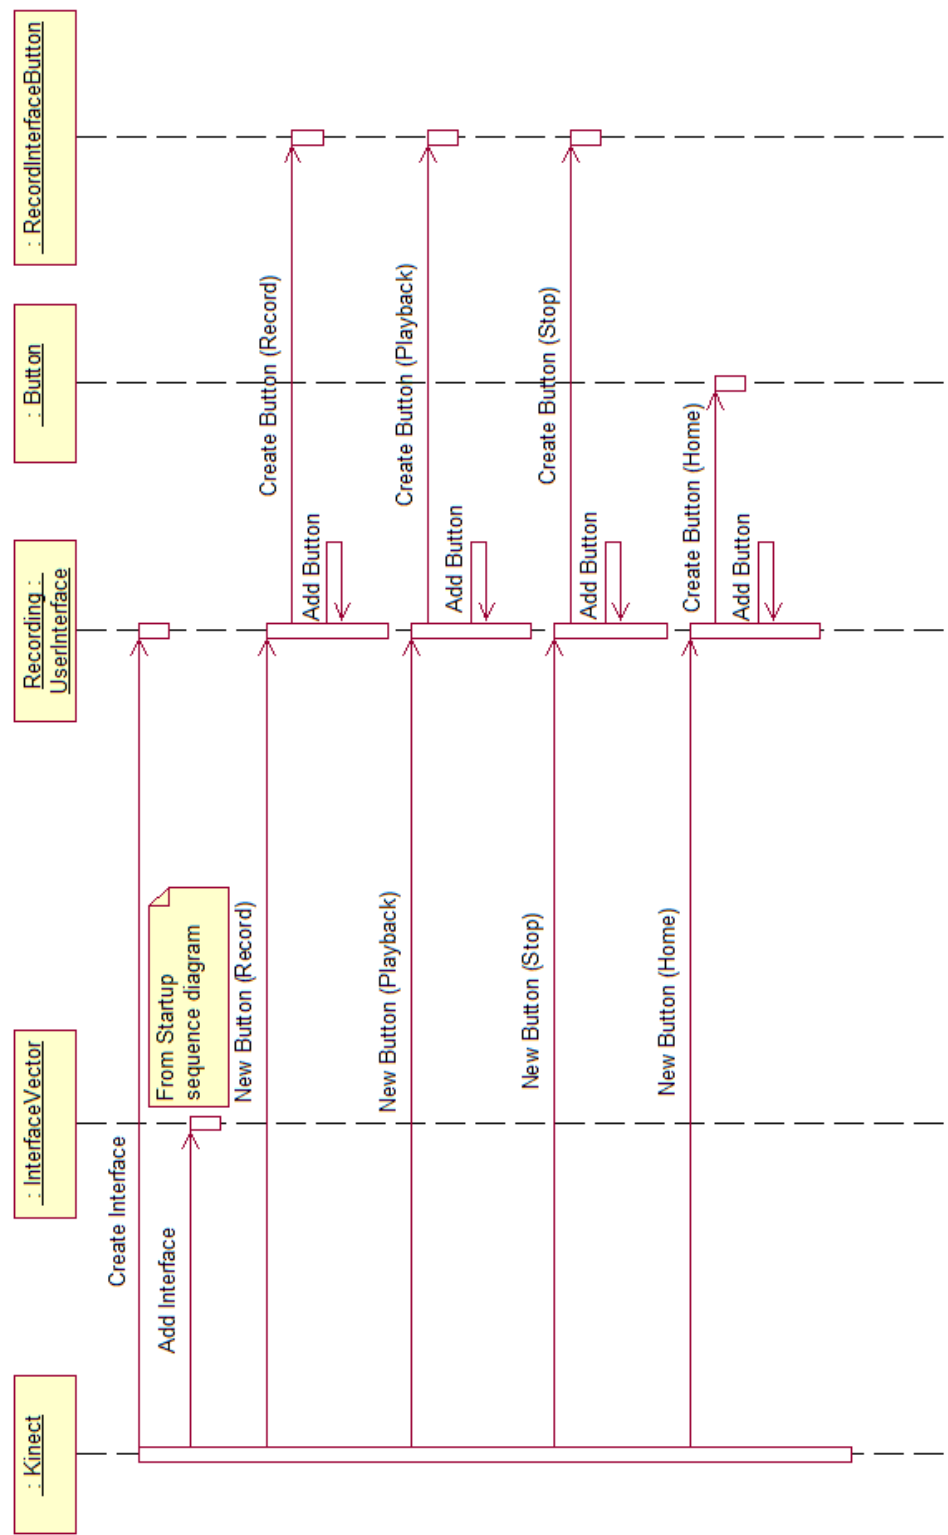 : Kinect
: InterfaceVector
Recording :
UserInterface
: Button
: RecordInterfaceButton
Create Interface
Add Interface
From Startup
sequence diagram
New Button (Record)
Create Button (Record)
Add Button
New Button (Playback)
Create Button (Playback)
Add Button
New Button (Stop)
Create Button (Stop)
Add Button
New Button (Home)
Create Button (Home)
Add Button